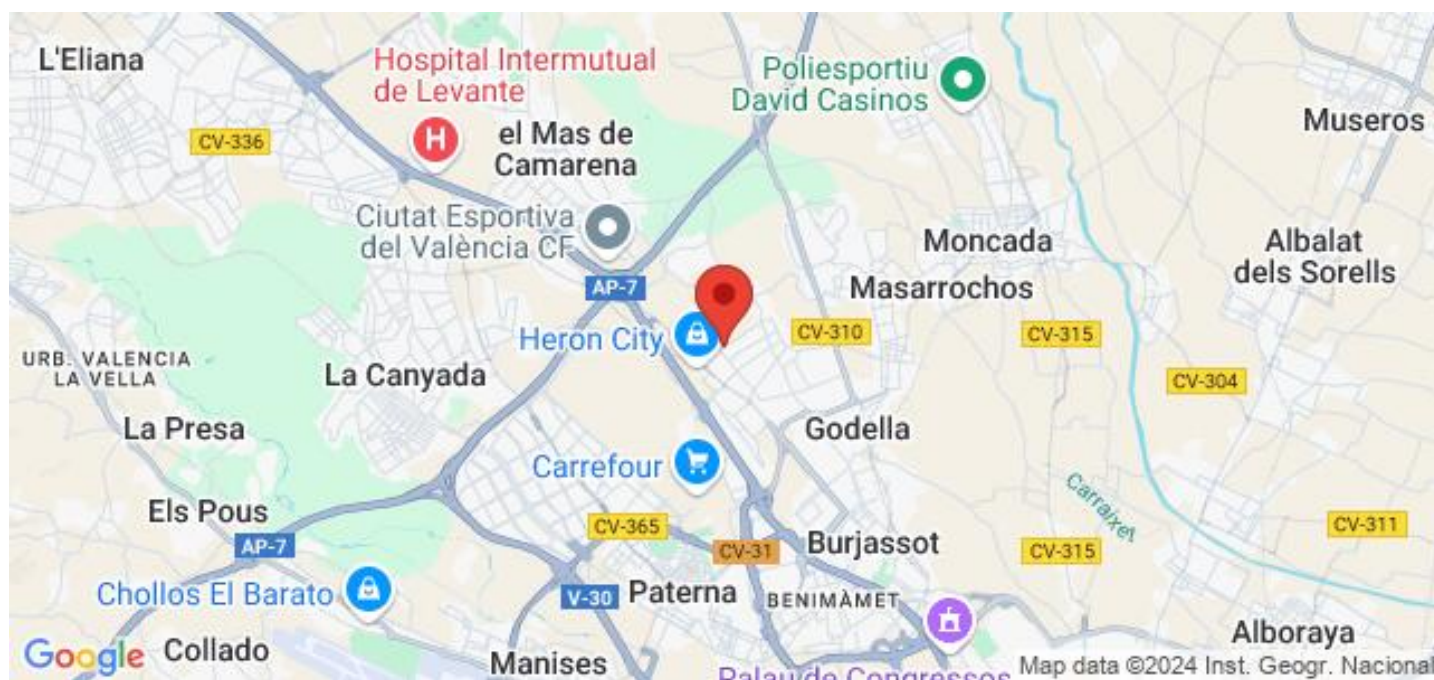 L'Eliana
Hospital Intermutual
de Levante
H
CV-336
el Mas de
Camarena
Poliesportiu
David Casinos
Museros
Ciutat Esportiva
del València CF
AP-7
Moncada
Masarrochos
Albalat
dels Sorells
Heron City
CV-310
CV-315
URB. VALENCIA
LA VELLA
La Canyada
CV-304
La Presa
Godella
Carrefour
Els Pous
CV-365
Carraixet
CV-311
AP-7
CV-31
Burjassot
CV-315
Chollos El Barato
V-30
Paterna
BENIMÀMET
Alboraya
Google
Collado
Manises
Palau de Congressos
Map data ©2024 Inst. Geogr. Nacional